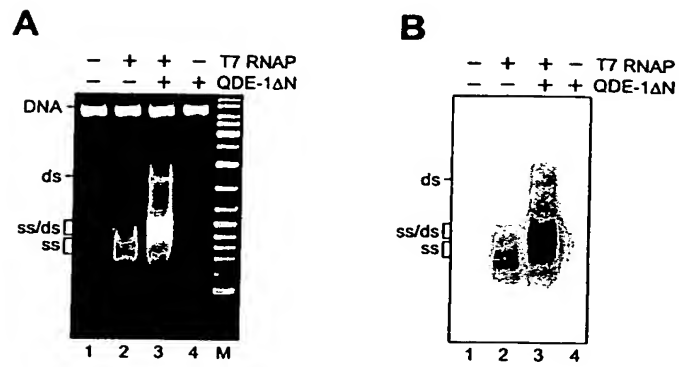 A
− + + − T7 RNAP
− − + + QDE-1ΔN
DNA
ds
ss/ds
ss
1 2 3 4 M
B
− + + − T7 RNAP
− − + + QDE-1ΔN
ds
ss/ds
ss
1 2 3 4